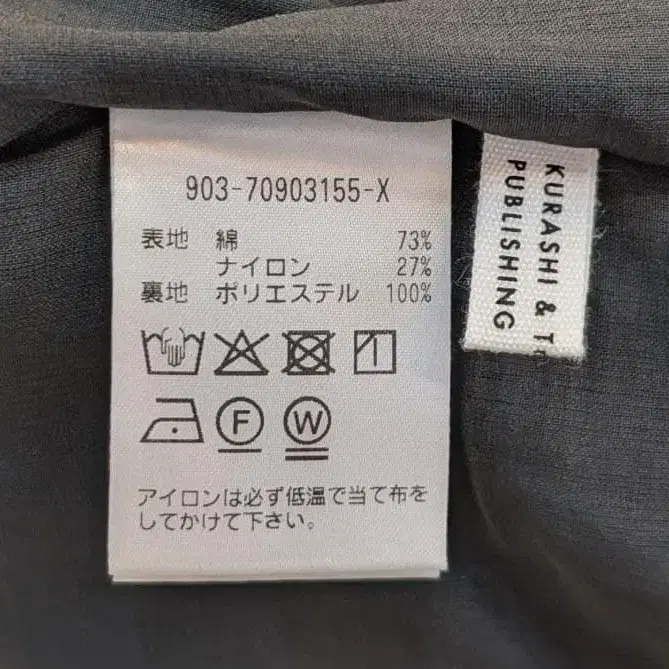 903-70903155-X
表地 綿 73%
ナイロン 27%
裏地 ポリエステル 100%
F W
アイロンは必ず低温で当て布を
してかけて下さい。
KURASHI &
PUBLISHING